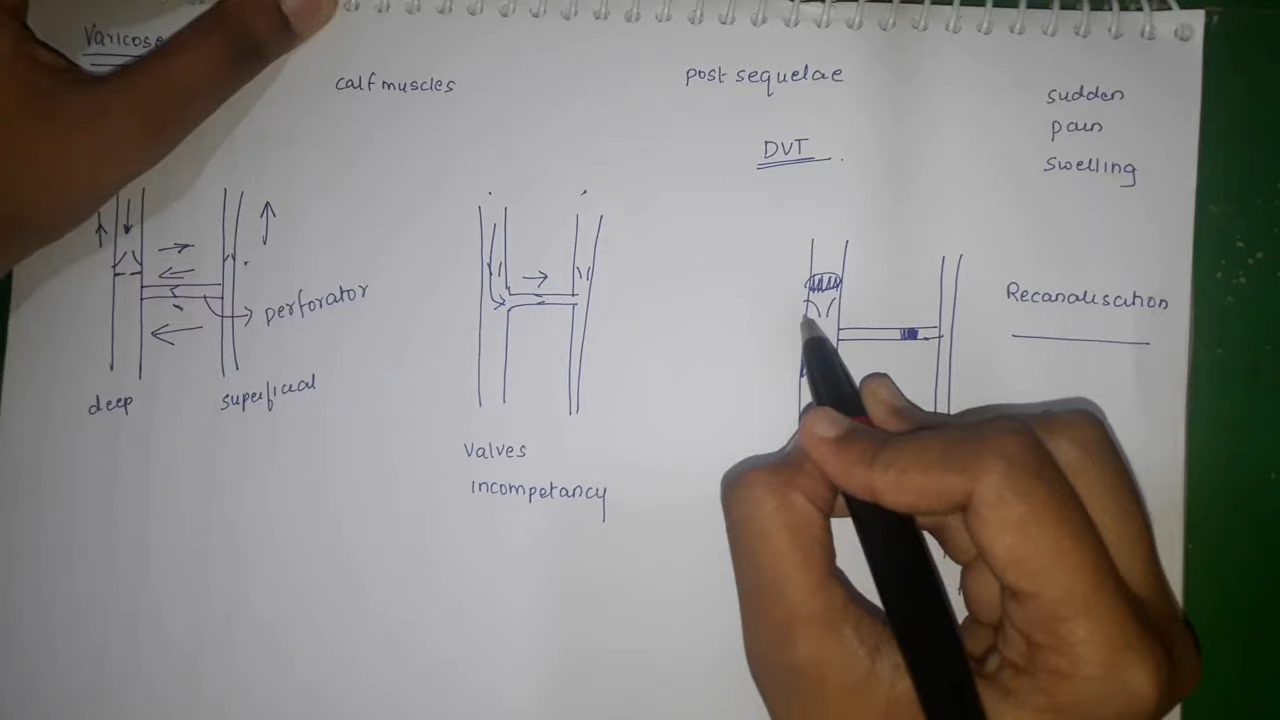 Varicose
calf muscles
post sequelae
sudden
pain
swelling
DVT
perforator
Recanalisation
deep
superficial
Valves
Incompetancy